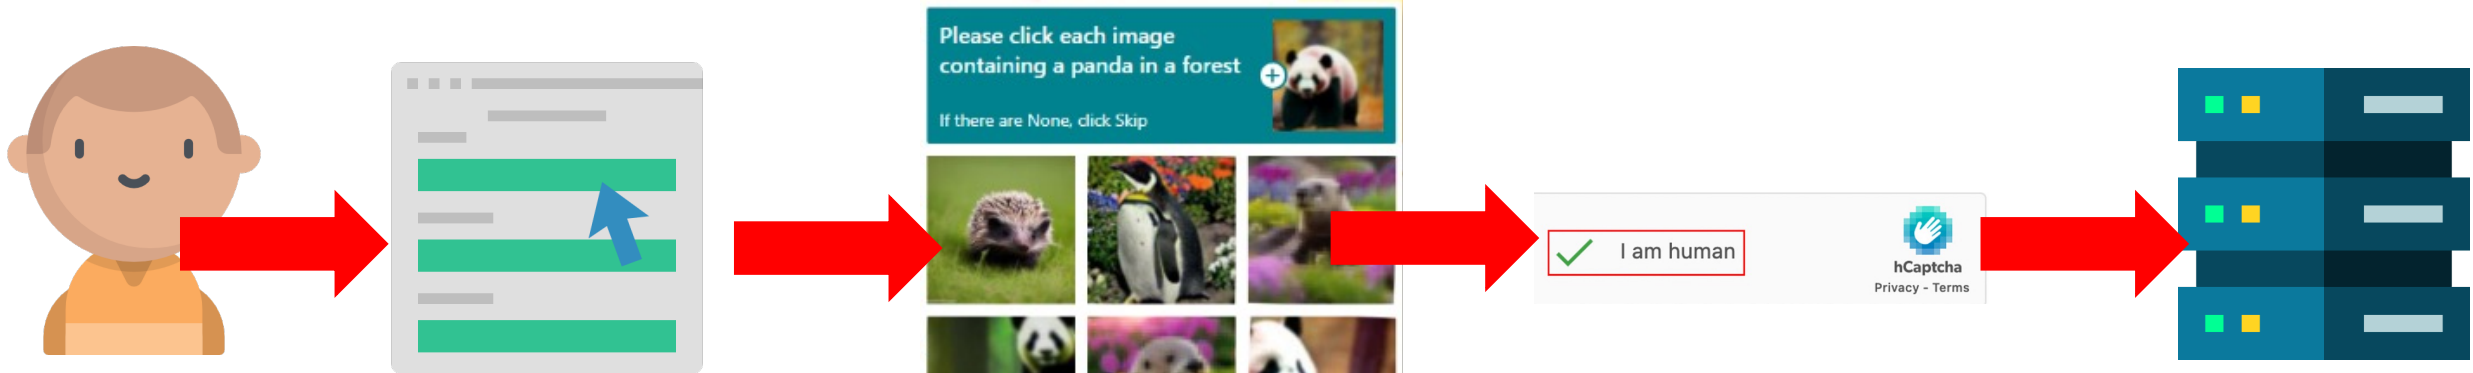 Please click each image
containing a panda in a forest
If there are None, click Skip
I am human
hCaptcha
Privacy - Terms